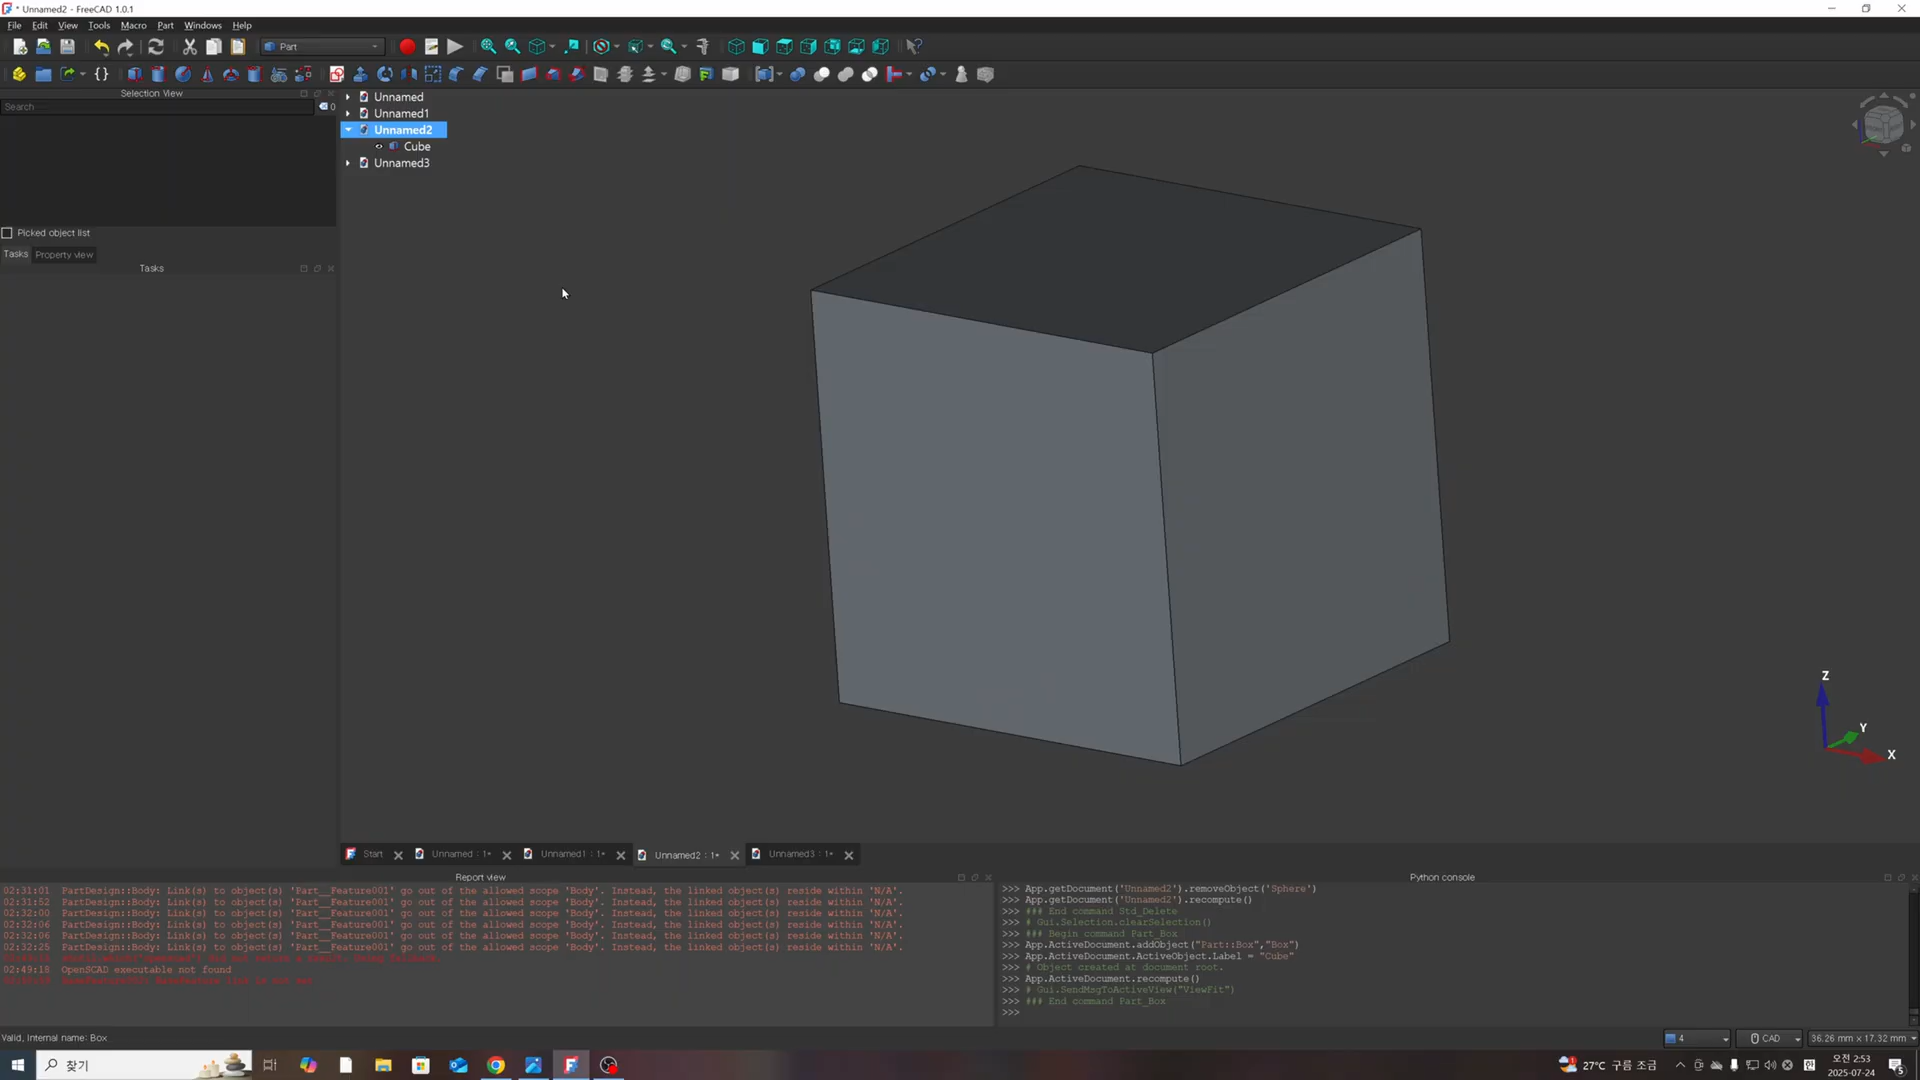 * Unnamed2 - FreeCAD 1.0.1
File Edit View Tools Macro Part Windows Help
Part
Selection View
Search
0
Picked object list
Tasks Property view
Tasks
Unnamed
Unnamed1
Unnamed2
Cube
Unnamed3
Z
Y
X
Start Unnamed : 1* Unnamed1 : 1* Unnamed2 : 1* Unnamed3 : 1*
Report view
02:31:01 PartDesign::Body: Link(s) to object(s) 'Part__Feature001' go out of the allowed scope 'Body'. Instead, the linked object(s) reside within 'N/A'.
02:31:52 PartDesign::Body: Link(s) to object(s) 'Part__Feature001' go out of the allowed scope 'Body'. Instead, the linked object(s) reside within 'N/A'.
02:32:00 PartDesign::Body: Link(s) to object(s) 'Part__Feature001' go out of the allowed scope 'Body'. Instead, the linked object(s) reside within 'N/A'.
02:32:06 PartDesign::Body: Link(s) to object(s) 'Part__Feature001' go out of the allowed scope 'Body'. Instead, the linked object(s) reside within 'N/A'.
02:32:06 PartDesign::Body: Link(s) to object(s) 'Part__Feature001' go out of the allowed scope 'Body'. Instead, the linked object(s) reside within 'N/A'.
02:32:25 PartDesign::Body: Link(s) to object(s) 'Part__Feature001' go out of the allowed scope 'Body'. Instead, the linked object(s) reside within 'N/A'.
02:49:18 OpenSCAD executable not found
Python console
>>> App.getDocument('Unnamed2').removeObject('Sphere')
>>> App.getDocument('Unnamed2').recompute()
>>> ### End command Std_Delete
>>> # Gui.Selection.clearSelection()
>>> ### Begin command Part_Box
>>> App.ActiveDocument.addObject("Part::Box","Box")
>>> App.ActiveDocument.ActiveObject.Label = "Cube"
>>> # Object created at document root.
>>> App.ActiveDocument.recompute()
>>> # Gui.SendMsgToActiveView("ViewFit")
>>> ### End command Part_Box
>>>
Valid, Internal name: Box
4
CAD
36.26 mm x 17.32 mm
찾기
27°C 구름 조금
오전 2:53
2025-07-24
5